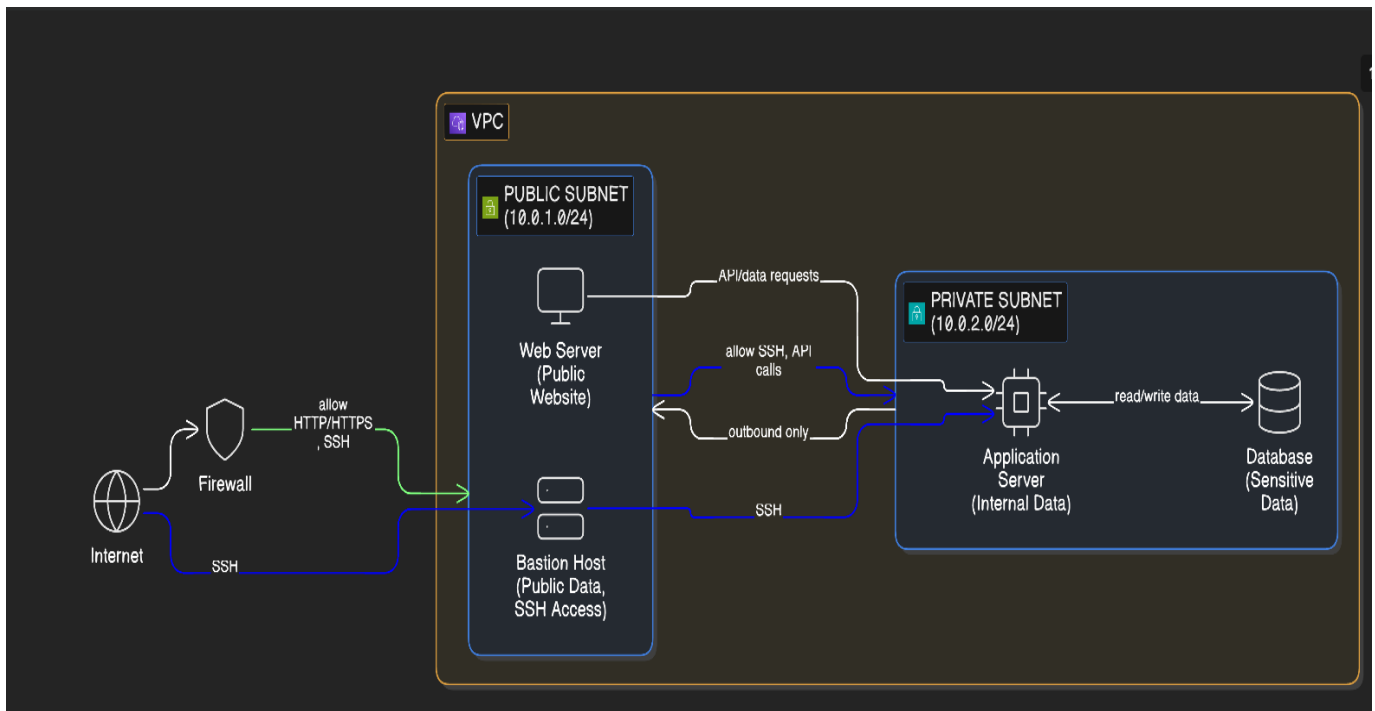 VPC
PUBLIC SUBNET
(10.0.1.0/24)
Web Server
(Public
Website)
Bastion Host
(Public Data,
SSH Access)
API/data requests
allow SSH, API
calls
outbound only
SSH
PRIVATE SUBNET
(10.0.2.0/24)
Application
Server
(Internal Data)
read/write data
Database
(Sensitive
Data)
Internet
Firewall
allow
HTTP/HTTPS
, SSH
SSH